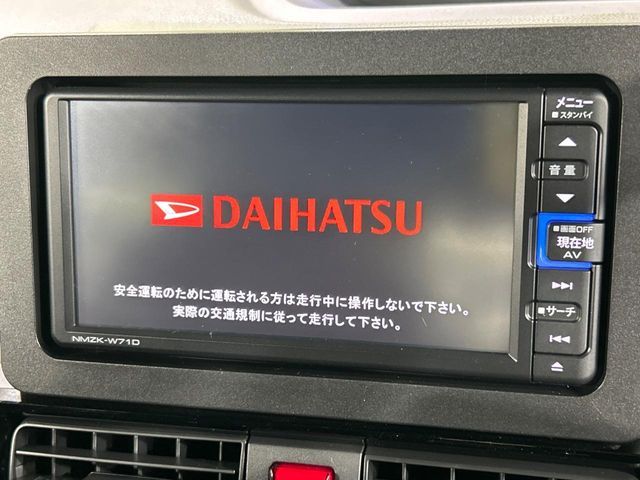 メニュー
■スタンバイ
音量
■画面OFF
現在地
AV
■サーチ
DAIHATSU
安全運転のために運転される方は走行中に操作しないで下さい。
実際の交通規制に従って走行して下さい。
NMZK-W71D